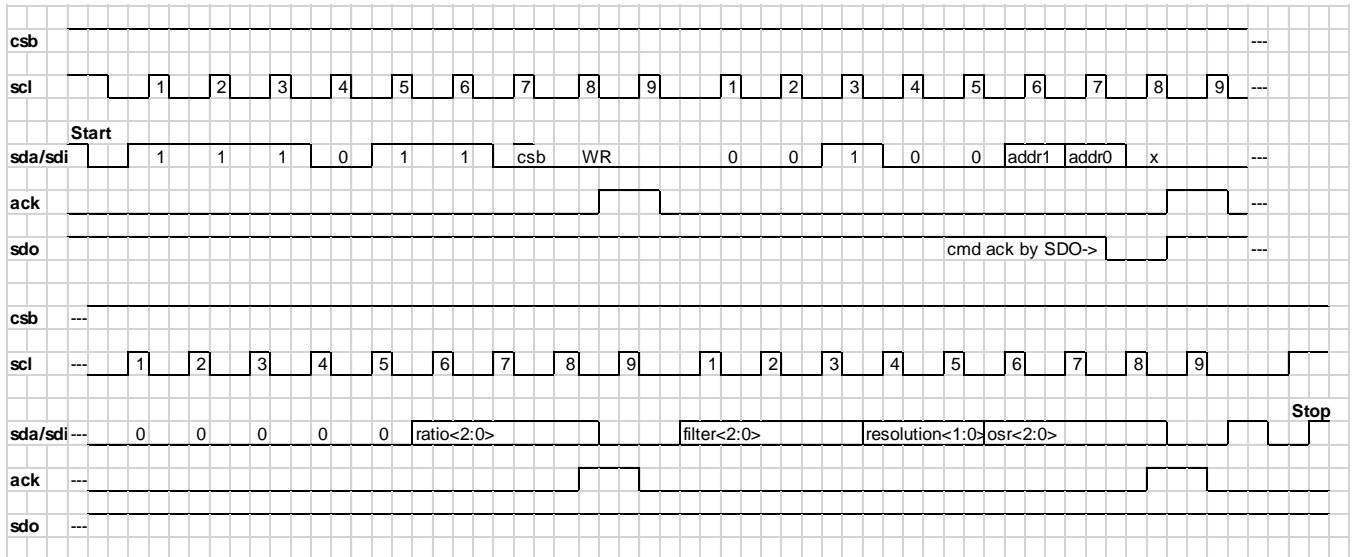 csb ---
scl 1 2 3 4 5 6 7 8 9 1 2 3 4 5 6 7 8 9 ---
Start
sda/sdi 1 1 1 0 1 1 csb WR 0 0 1 0 0 addr1 addr0 x ---
ack ---
sdo cmd ack by SDO-> ---
csb ---
scl --- 1 2 3 4 5 6 7 8 9 1 2 3 4 5 6 7 8 9
Stop
sda/sdi --- 0 0 0 0 0 ratio<2:0> filter<2:0> resolution<1:0> osr<2:0>
ack ---
sdo ---